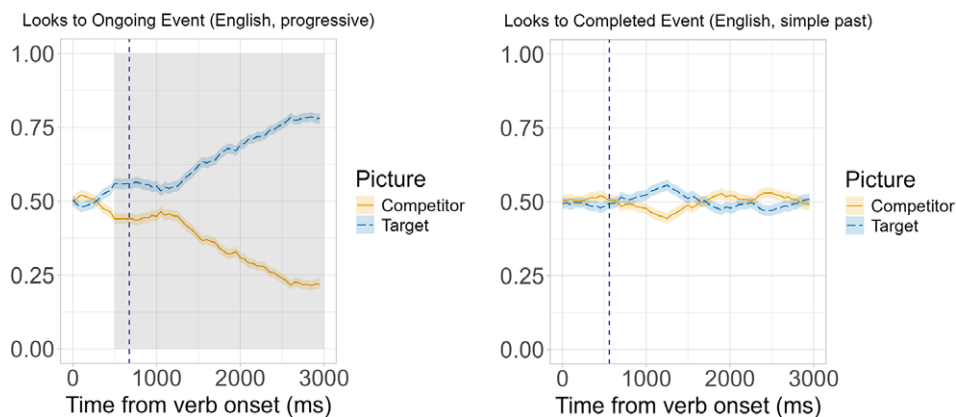 Looks to Ongoing Event (English, progressive)
1.00
0.75
0.50
0.25
0.00
0
1000
2000
3000
Time from verb onset (ms)
Picture
Competitor
Target
Looks to Completed Event (English, simple past)
1.00
0.75
0.50
0.25
0.00
0
1000
2000
3000
Time from verb onset (ms)
Picture
Competitor
Target